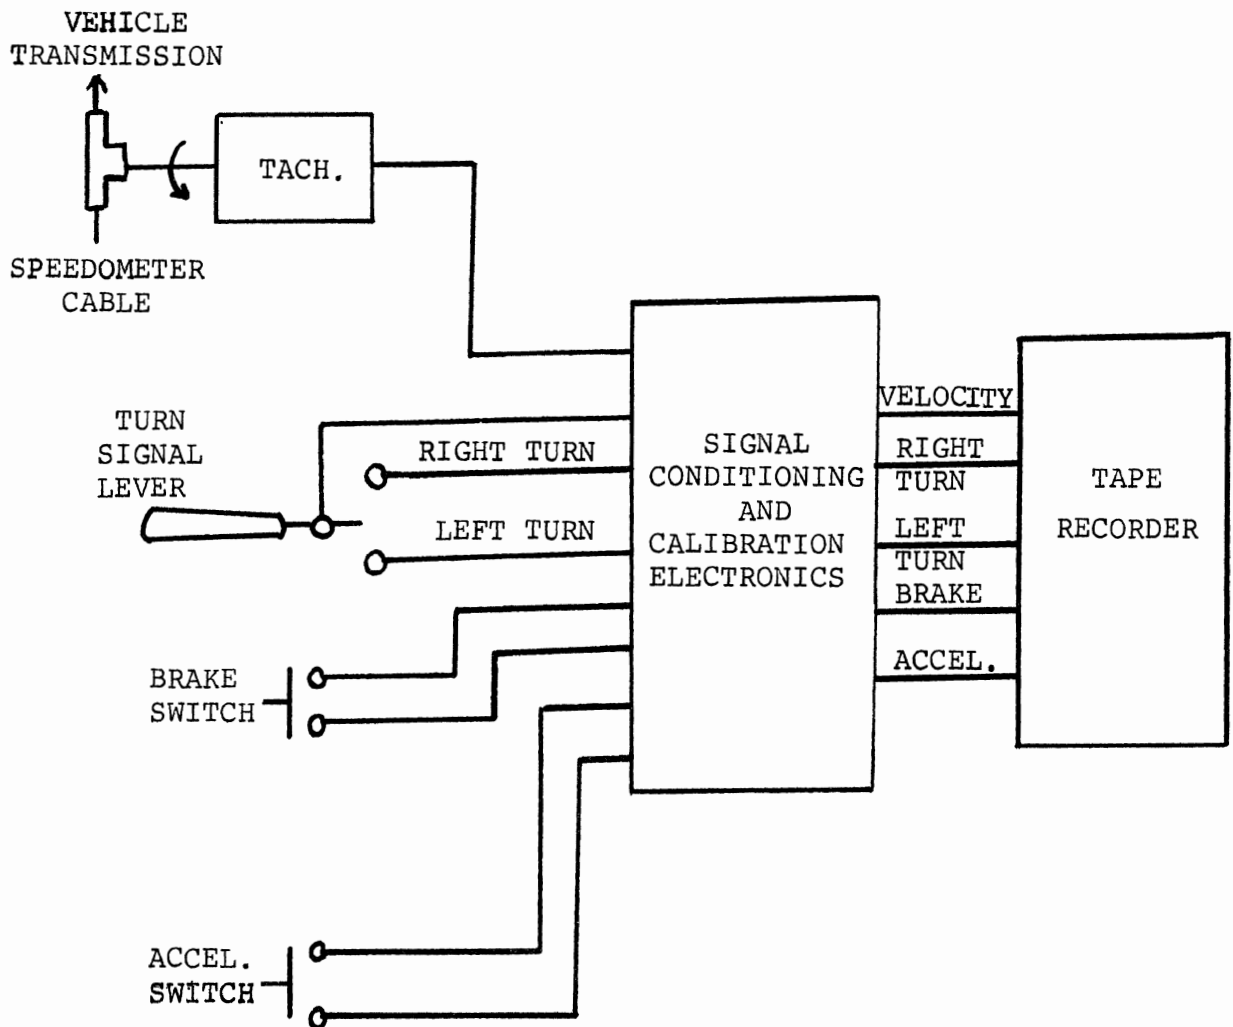 VEHICLE
TRANSMISSION
TACH.
SPEEDOMETER
CABLE
TURN
SIGNAL
LEVER
RIGHT TURN
LEFT TURN
BRAKE
SWITCH
ACCEL.
SWITCH
SIGNAL
CONDITIONING
AND
CALIBRATION
ELECTRONICS
VELOCITY
RIGHT
TURN
LEFT
TURN
BRAKE
ACCEL.
TAPE
RECORDER